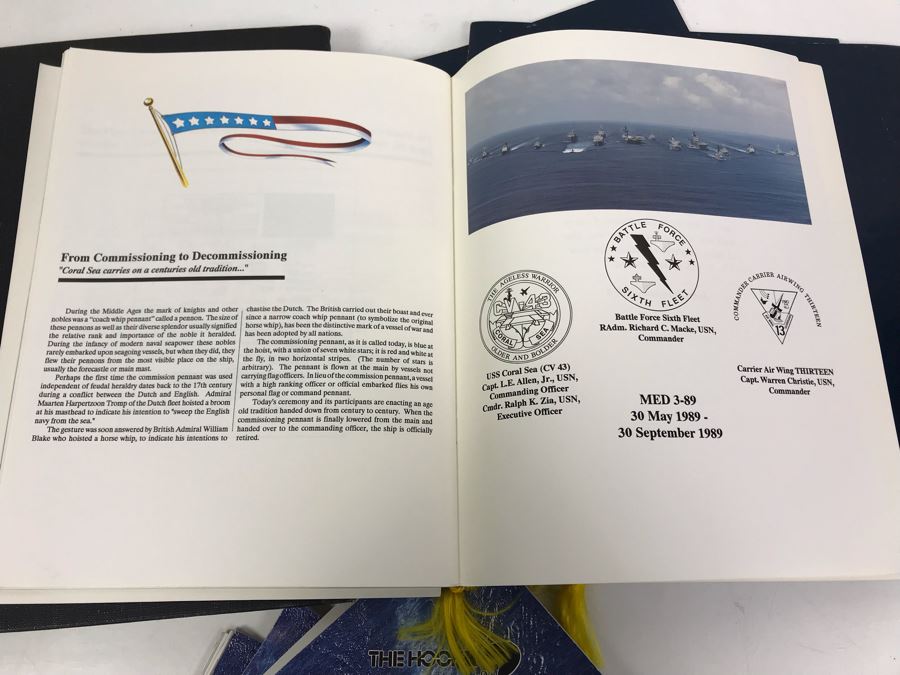 From Commissioning to Decommissioning
"Coral Sea carries on a centuries old tradition..."
During the Middle Ages the mark of knights and other
nobles was a "coach whip pennant" called a pennon. The size of
these pennons as well as their diverse splendor usually signified
the relative rank and importance of the noble it heralded.
During the infancy of modern naval seapower these nobles
rarely embarked upon seagoing vessels, but when they did, they
flew their pennons from the most visible place on the ship,
usually the forecastle or main mast.
Perhaps the first time the commission pennant was used
independent of feudal heraldry dates back to the 17th century
during a conflict between the Dutch and English. Admiral
Maarten Harpertzoon Tromp of the Dutch fleet hoisted a broom
at his masthead to indicate his intention to "sweep the English
navy from the sea."
The gesture was soon answered by British Admiral William
Blake who hoisted a horse whip, to indicate his intentions to
chastise the Dutch. The British carried out their boast and ever
since a narrow coach whip pennant (to symbolize the original
horse whip), has been the distinctive mark of a vessel of war and
has been adopted by all nations.
The commissioning pennant, as it is called today, is blue at
the hoist, with a union of seven white stars; it is red and white at
the fly, in two horizontal stripes. (The number of stars is
arbitrary). The pennant is flown at the main by vessels not
carrying flag officers. In lieu of the commission pennant, a vessel
with a high ranking officer or official embarked flies his own
personal flag or command pennant.
Today's ceremony and its participants are enacting an age
old tradition handed down from century to century. When the
commissioning pennant is finally lowered from the main and
handed over to the commanding officer, the ship is officially
retired.
BATTLE FORCE
SIXTH FLEET
Battle Force Sixth Fleet
RAdm. Richard C. Macke, USN,
Commander
THE AGELESS WARRIOR
CV-43
CORAL SEA
OLDER AND BOLDER
USS Coral Sea (CV 43)
Capt. L.E. Allen, Jr., USN,
Commanding Officer
Cmdr. Ralph K. Zia, USN,
Executive Officer
COMMANDER CARRIER AIRWING THIRTEEN
13
Carrier Air Wing THIRTEEN
Capt. Warren Christie, USN,
Commander
MED 3-89
30 May 1989 -
30 September 1989
THE HOO